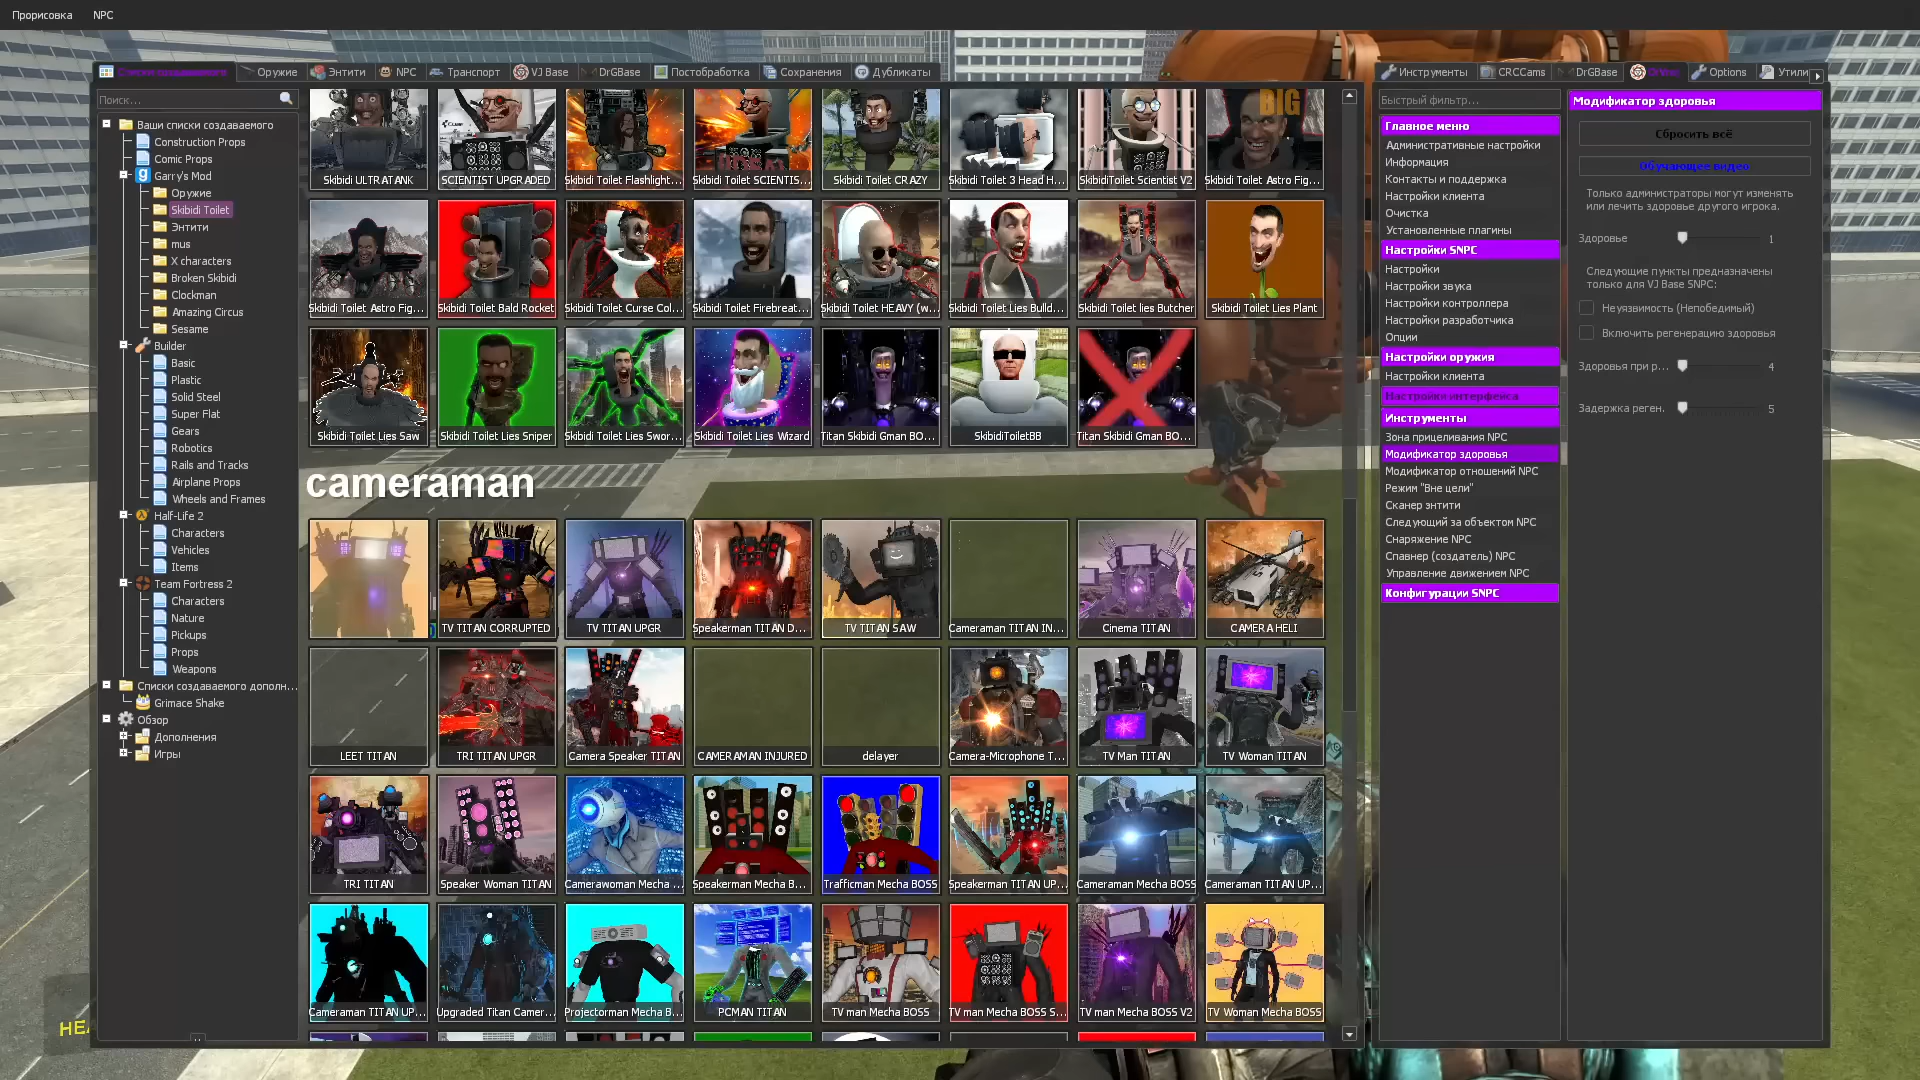 Прорисовка NPC
Списки создаваемого Оружие Энтити NPC Транспорт VJ Base DrGBase Постобработка Сохранения Дубликаты
Инструменты CRCCams DrGBase DrVrej Options Утили
Поиск...
Ваши списки создаваемого
Construction Props
Comic Props
Garry's Mod
Оружие
Skibidi Toilet
Энтити
mus
X characters
Broken Skibidi
Clockman
Amazing Circus
Sesame
Builder
Basic
Plastic
Solid Steel
Super Flat
Gears
Robotics
Rails and Tracks
Airplane Props
Wheels and Frames
Half-Life 2
Characters
Vehicles
Items
Team Fortress 2
Characters
Nature
Pickups
Props
Weapons
Списки создаваемого дополн...
Grimace Shake
Обзор
Дополнения
Игры
BIG
Skibidi ULTRATANK SCIENTIST UPGRADED Skibidi Toilet Flashlight... Skibidi Toilet SCIENTIS... Skibidi Toilet CRAZY Skibidi Toilet 3 Head H... SkibidiToilet Scientist V2 Skibidi Toilet Astro Fig...
Skibidi Toilet Astro Fig... Skibidi Toilet Bald Rocket Skibidi Toilet Curse Col... Skibidi Toilet Firebreat... Skibidi Toilet HEAVY (w... Skibidi Toilet Lies Build... Skibidi Toilet lies Butcher Skibidi Toilet Lies Plant
Skibidi Toilet Lies Saw Skibidi Toilet Lies Sniper Skibidi Toilet Lies Swor... Skibidi Toilet Lies Wizard Titan Skibidi Gman BO... SkibidiToiletBB Titan Skibidi Gman BO...
cameraman
TV TITAN CORRUPTED TV TITAN UPGR Speakerman TITAN D... TV TITAN SAW Cameraman TITAN IN... Cinema TITAN CAMERA HELI
LEET TITAN TRI TITAN UPGR Camera Speaker TITAN CAMERAMAN INJURED delayer Camera-Microphone T... TV Man TITAN TV Woman TITAN
TRI TITAN Speaker Woman TITAN Camerawoman Mecha ... Speakerman Mecha B... Trafficman Mecha BOSS Speakerman TITAN UP... Cameraman Mecha BOSS Cameraman TITAN UP...
Cameraman TITAN UP... Upgraded Titan Camer... Projectorman Mecha B... PCMAN TITAN TV man Mecha BOSS TV man Mecha BOSS S... TV man Mecha BOSS V2 TV Woman Mecha BOSS
Быстрый фильтр...
Главное меню
Административные настройки
Информация
Контакты и поддержка
Настройки клиента
Очистка
Установленные плагины
Настройки SNPC
Настройки
Настройки звука
Настройки контроллера
Настройки разработчика
Опции
Настройки оружия
Настройки клиента
Настройки интерфейса
Инструменты
Зона прицеливания NPC
Модификатор здоровья
Модификатор отношений NPC
Режим "Вне цели"
Сканер энтити
Следующий за объектом NPC
Снаряжение NPC
Спавнер (создатель) NPC
Управление движением NPC
Конфигурации SNPC
Модификатор здоровья
Сбросить всё
Обучающее видео
Только администраторы могут изменять
или лечить здоровье другого игрока.
Здоровье 1
Следующие пункты предназначены
только для VJ Base SNPC:
Неуязвимость (Непобедимый)
Включить регенерацию здоровья
Здоровья при р... 4
Задержка реген. 5
HEA